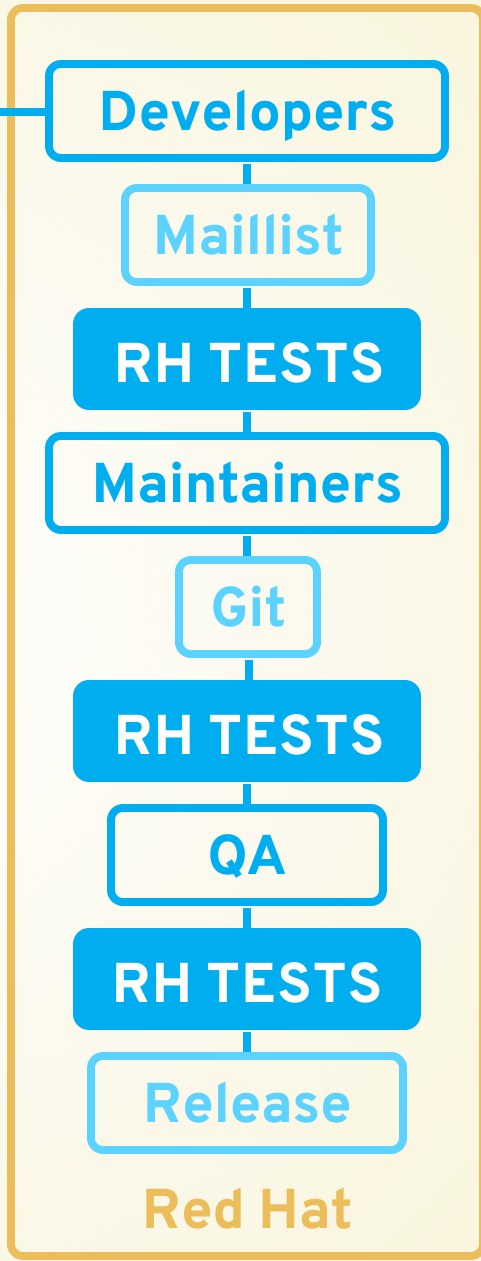 Developers
Maillist
RH TESTS
Maintainers
Git
RH TESTS
QA
RH TESTS
Release
Red Hat